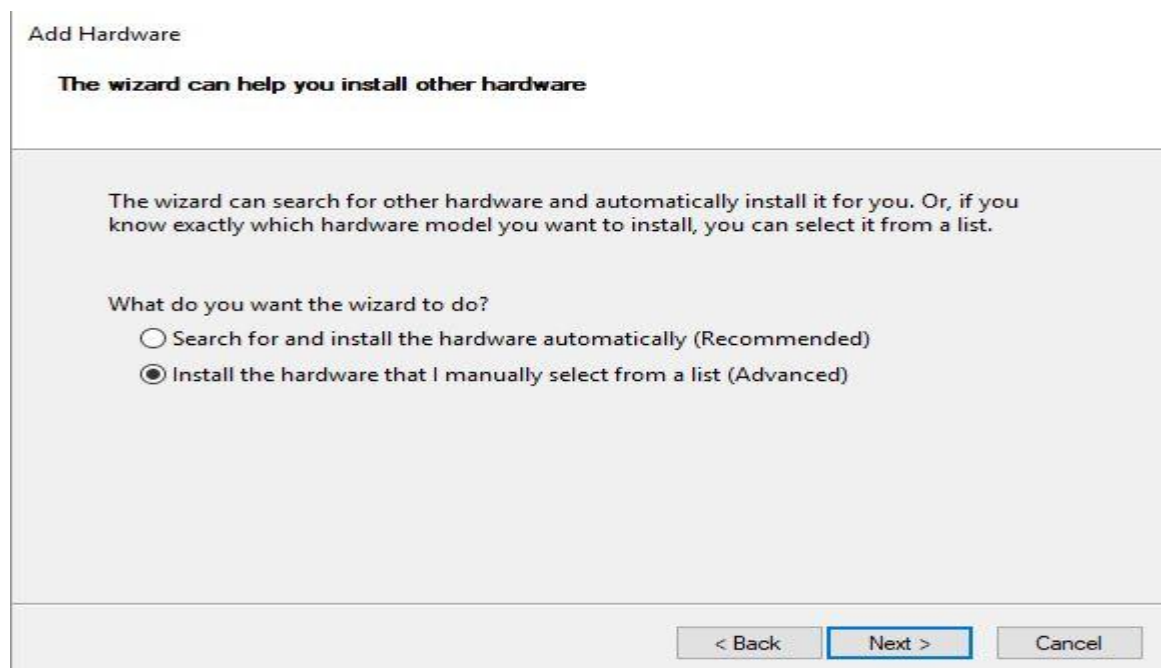 Add Hardware
The wizard can help you install other hardware
The wizard can search for other hardware and automatically install it for you. Or, if you
know exactly which hardware model you want to install, you can select it from a list.
What do you want the wizard to do?
Search for and install the hardware automatically (Recommended)
Install the hardware that I manually select from a list (Advanced)
< Back Next > Cancel